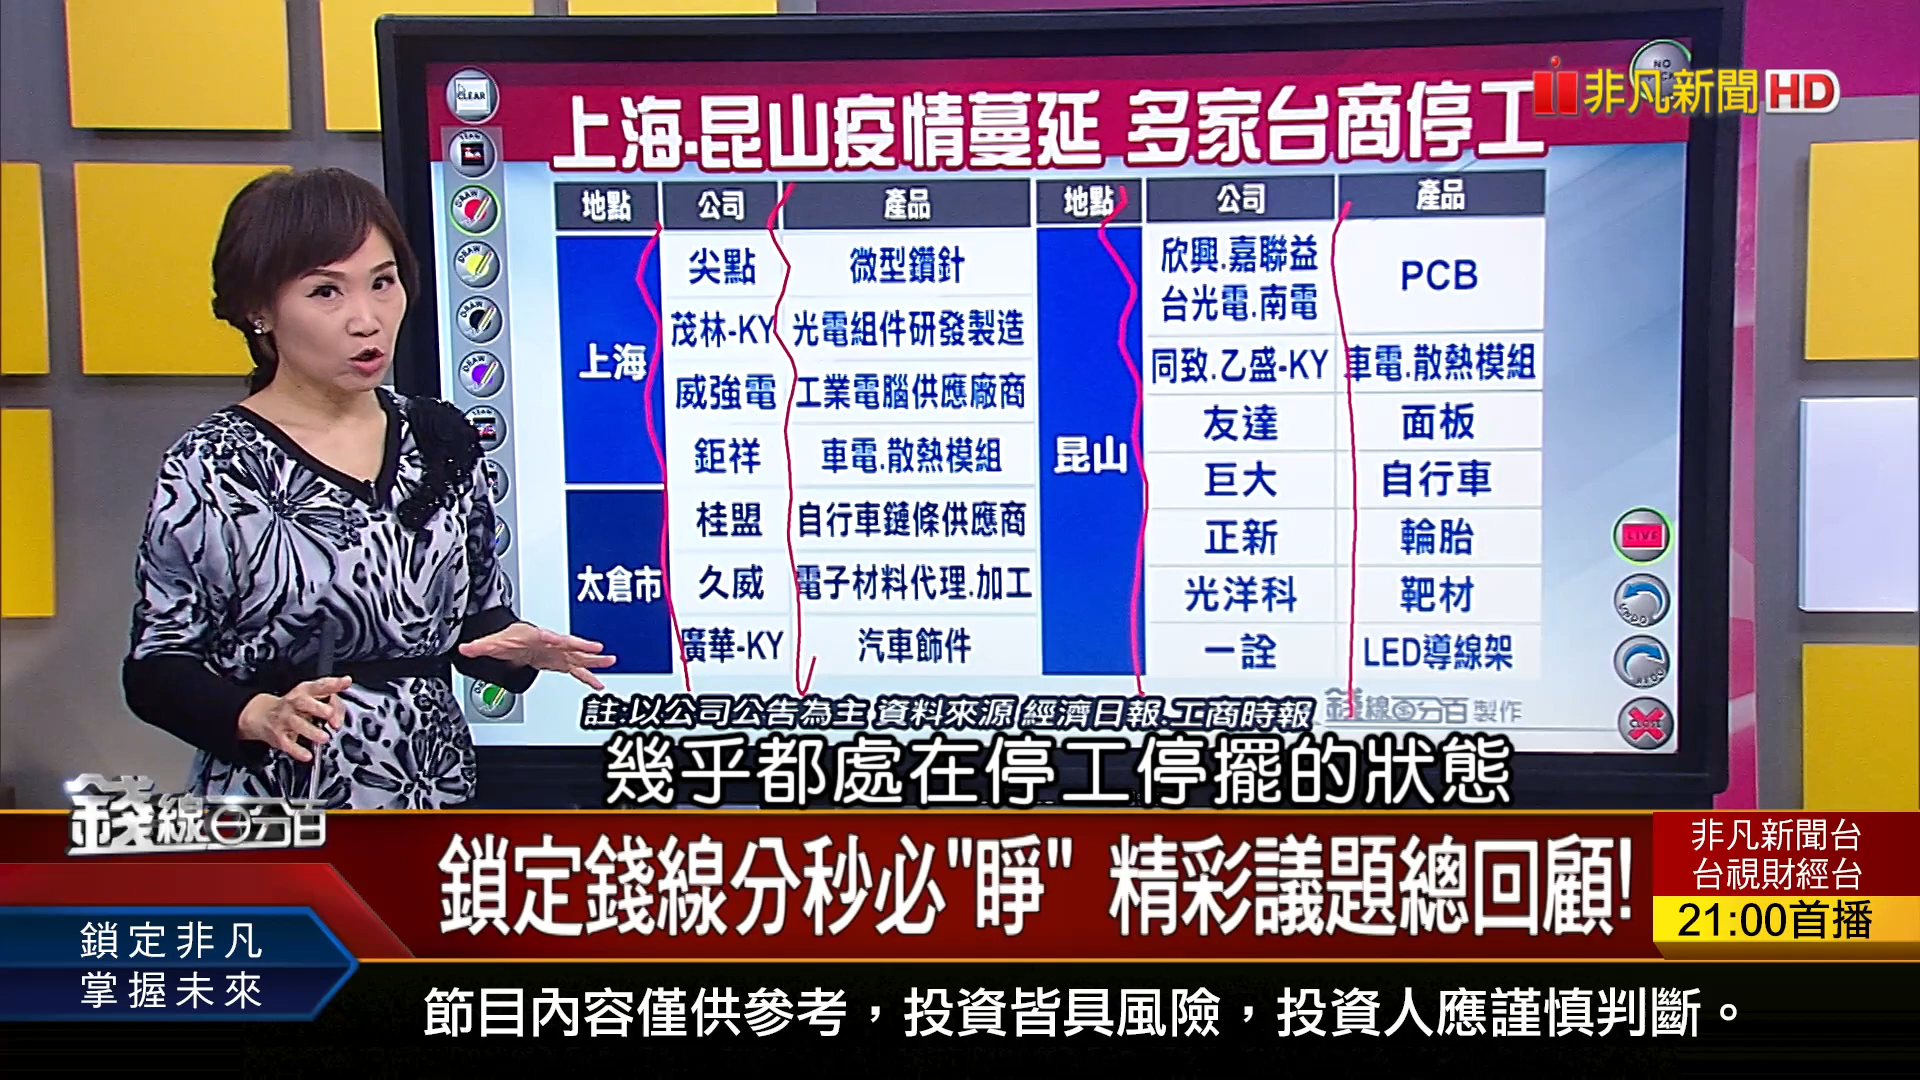 非凡新聞HD
CLEAR
上海.昆山疫情蔓延 多家台商停工
地點 公司 產品 地點 公司 產品
上海
尖點 微型鑽針
茂林-KY 光電組件研發製造
威強電 工業電腦供應廠商
鉅祥 車電.散熱模組
太倉市
桂盟 自行車鏈條供應商
久威 電子材料代理.加工
廣華-KY 汽車飾件
昆山
欣興.嘉聯益
台光電.南電
PCB
同致.乙盛-KY 車電.散熱模組
友達 面板
巨大 自行車
正新 輪胎
光洋科 靶材
一詮 LED導線架
DRAW
DRAW
DRAW
DRAW
LIVE
UNDO
REDO
CLOSE
註:以公司公告為主 資料來源 經濟日報.工商時報
錢線百分百 製作
幾乎都處在停工停擺的狀態
錢線百分百
鎖定錢線分秒必"睜" 精彩議題總回顧!
非凡新聞台
台視財經台
21:00首播
鎖定非凡
掌握未來
節目內容僅供參考，投資皆具風險，投資人應謹慎判斷。